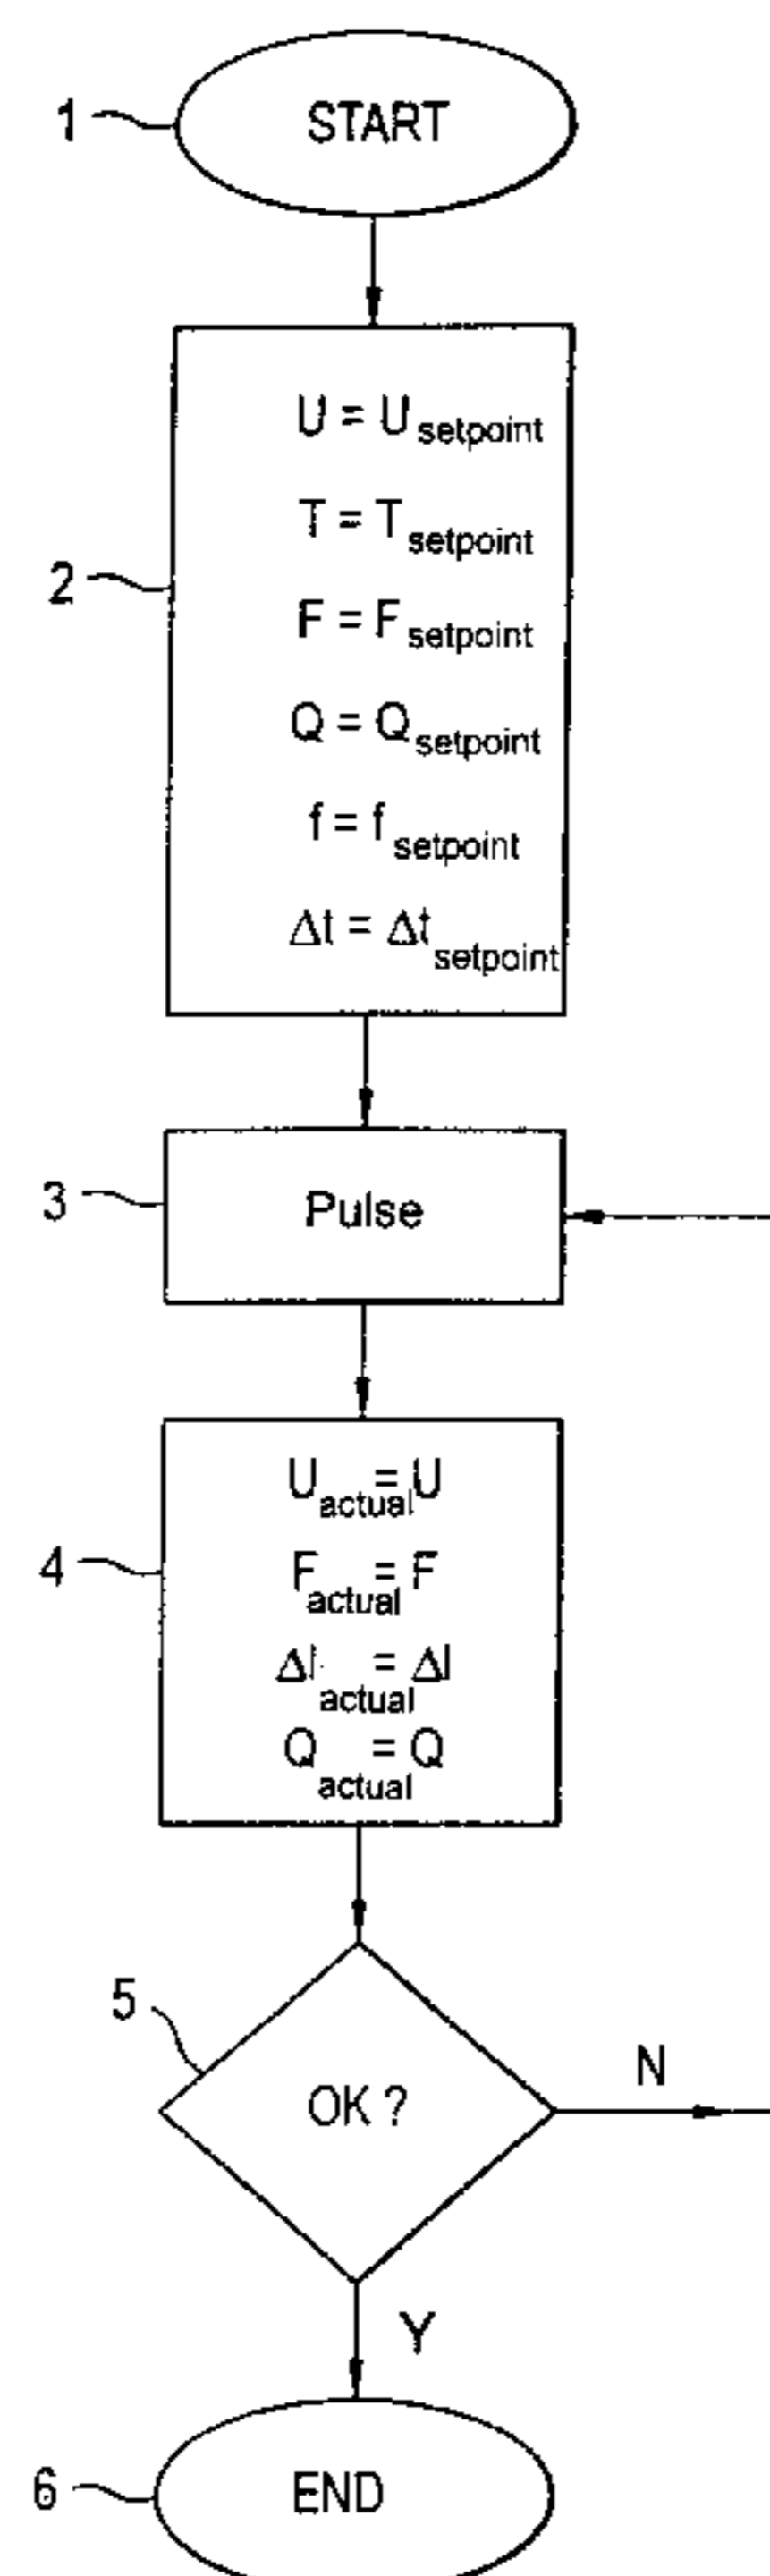 1
START
U = U setpoint
T = T setpoint
2
F = F setpoint
Q = Q setpoint
f = f setpoint
Δt = Δt setpoint
3
Pulse
U actual = U
4
F actual = F
Δl actual = Δl
Q actual = Q
5
OK ?
N
Y
6
END